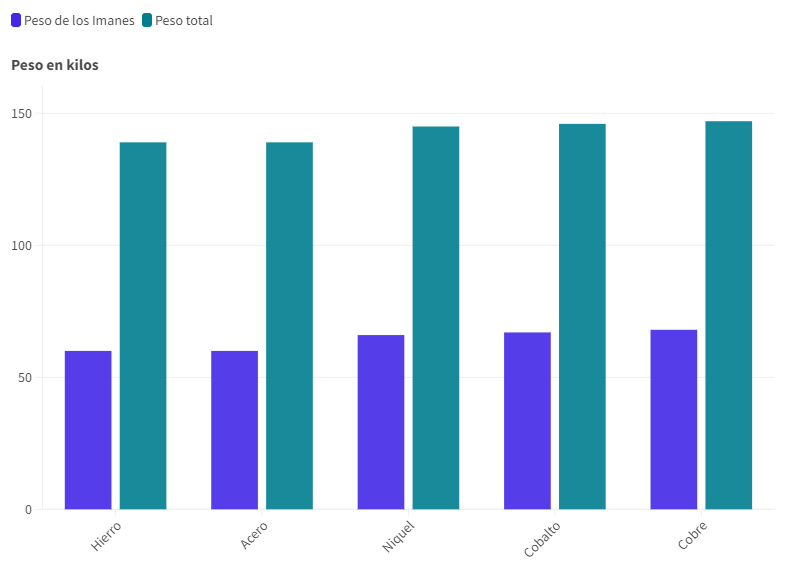 Peso de los Imanes Peso total
Peso en kilos
150
100
50
0
Hierro Acero Niquel Cobalto Cobre